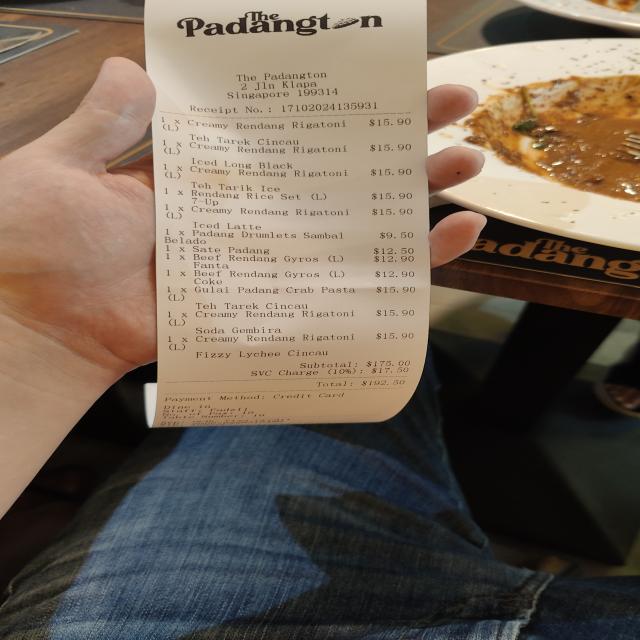 The Padangton
The Padangton
2 Jln Klapa
Singapore 199314
Receipt No.: 17102024135931
1 x Creamy Rendang Rigatoni $15.90
(L)
Teh Tarek Cincau
1 x Creamy Rendang Rigatoni $15.90
(L)
Iced Long Black
1 x Creamy Rendang Rigatoni $15.90
(L)
Teh Tarik Ice
1 x Rendang Rice Set (L) $15.90
7-Up
1 x Creamy Rendang Rigatoni $15.90
(L)
Iced Latte
1 x Padang Drumlets Sambal $9.50
Belado
1 x Sate Padang $12.50
1 x Beef Rendang Gyros (L) $12.90
Fanta
1 x Beef Rendang Gyros (L) $12.90
Coke
1 x Gulai Padang Crab Pasta $15.90
(L)
Teh Tarek Cincau
1 x Creamy Rendang Rigatoni $15.90
(L)
Soda Gembira
1 x Creamy Rendang Rigatoni $15.90
(L)
Fizzy Lychee Cincau
Subtotal: $175.00
SVC Charge (10%): $17.50
Total: $192.50
Payment Method: Credit Card
Dine in
The
Padang